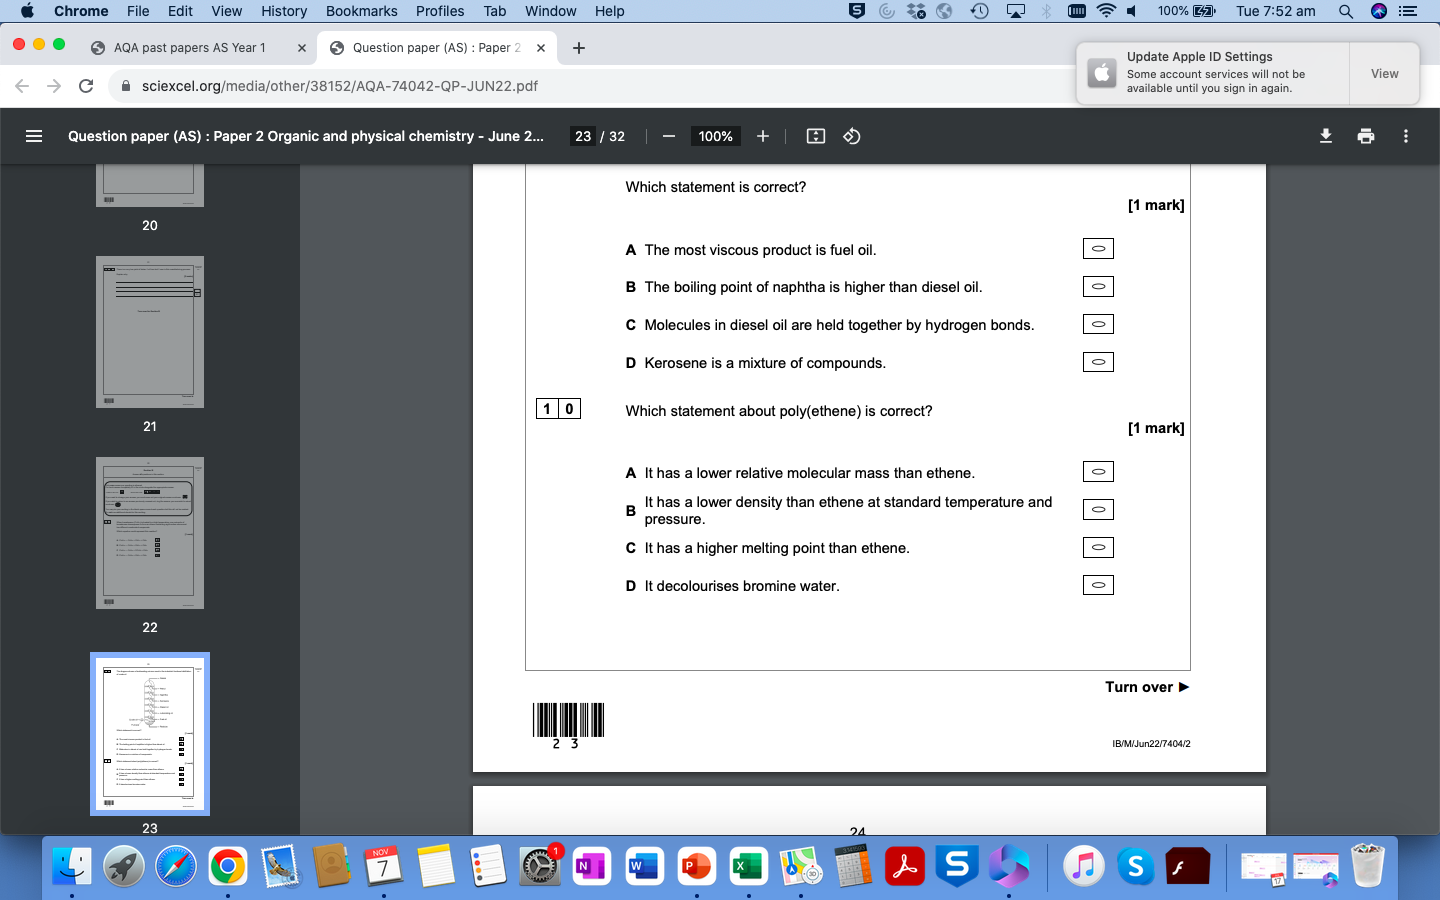 Chrome File Edit View History Bookmarks Profiles Tab Window Help 100% Tue 7:52 am
AQA past papers AS Year 1
Question paper (AS) : Paper 2
Update Apple ID Settings
Some account services will not be
available until you sign in again.
View
sciexcel.org/media/other/38152/AQA-74042-QP-JUN22.pdf
Question paper (AS) : Paper 2 Organic and physical chemistry - June 2... 23 / 32 100%
20
21
22
23
Which statement is correct?
[1 mark]
A The most viscous product is fuel oil.
B The boiling point of naphtha is higher than diesel oil.
C Molecules in diesel oil are held together by hydrogen bonds.
D Kerosene is a mixture of compounds.
1 0 Which statement about poly(ethene) is correct?
[1 mark]
A It has a lower relative molecular mass than ethene.
B It has a lower density than ethene at standard temperature and
pressure.
C It has a higher melting point than ethene.
D It decolourises bromine water.
Turn over
2 3
IB/M/Jun22/7404/2
24
NOV
7
1